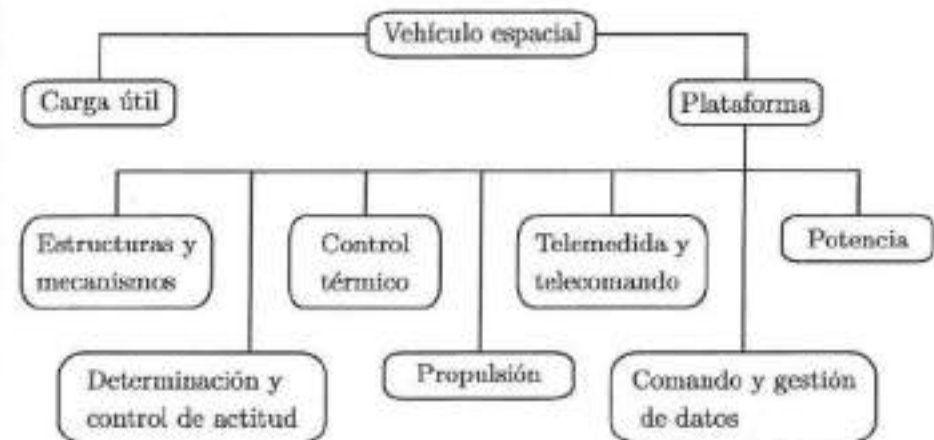 Vehículo espacial
Carga útil
Plataforma
Estructuras y
mecanismos
Control
térmico
Telemedida y
telecomando
Potencia
Determinación y
control de actitud
Propulsión
Comando y gestión
de datos